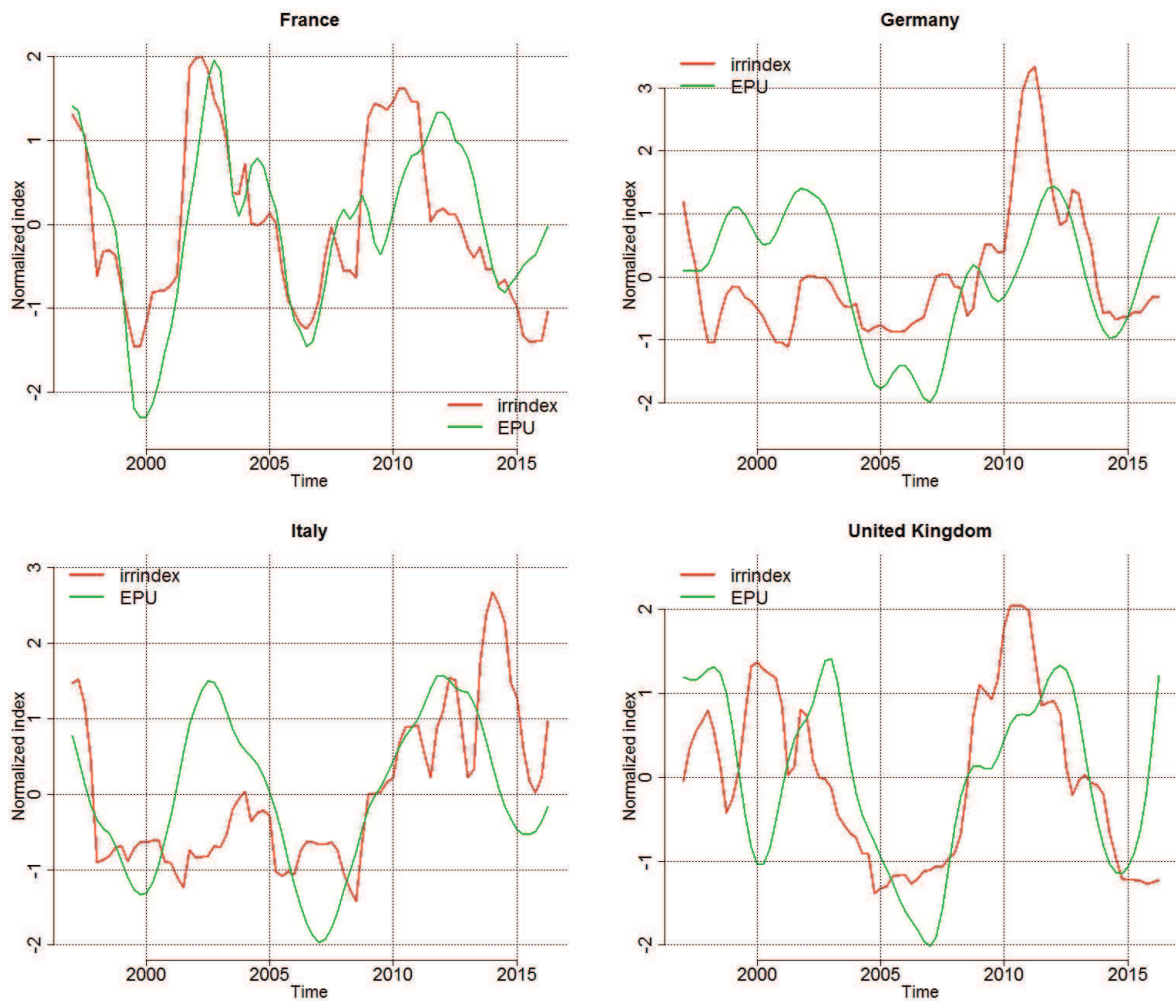 France
Normalized index
2
1
0
-1
-2
irrindex
EPU
2000 2005 2010 2015
Time
Germany
Normalized index
3
2
1
0
-1
-2
irrindex
EPU
2000 2005 2010 2015
Time
Italy
Normalized index
3
2
1
0
-1
-2
irrindex
EPU
2000 2005 2010 2015
Time
United Kingdom
Normalized index
2
1
0
-1
-2
irrindex
EPU
2000 2005 2010 2015
Time